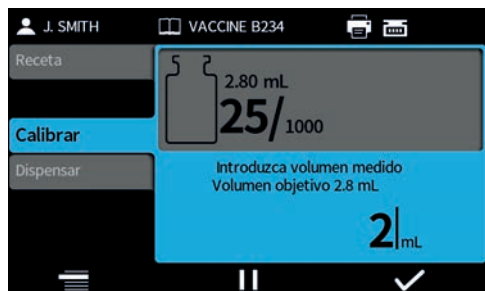 J. SMITH
VACCINE B234
Receta
2.80 mL
25/1000
Calibrar
Introduzca volumen medido
Dispensar
Volumen objetivo 2.8 mL
2 mL